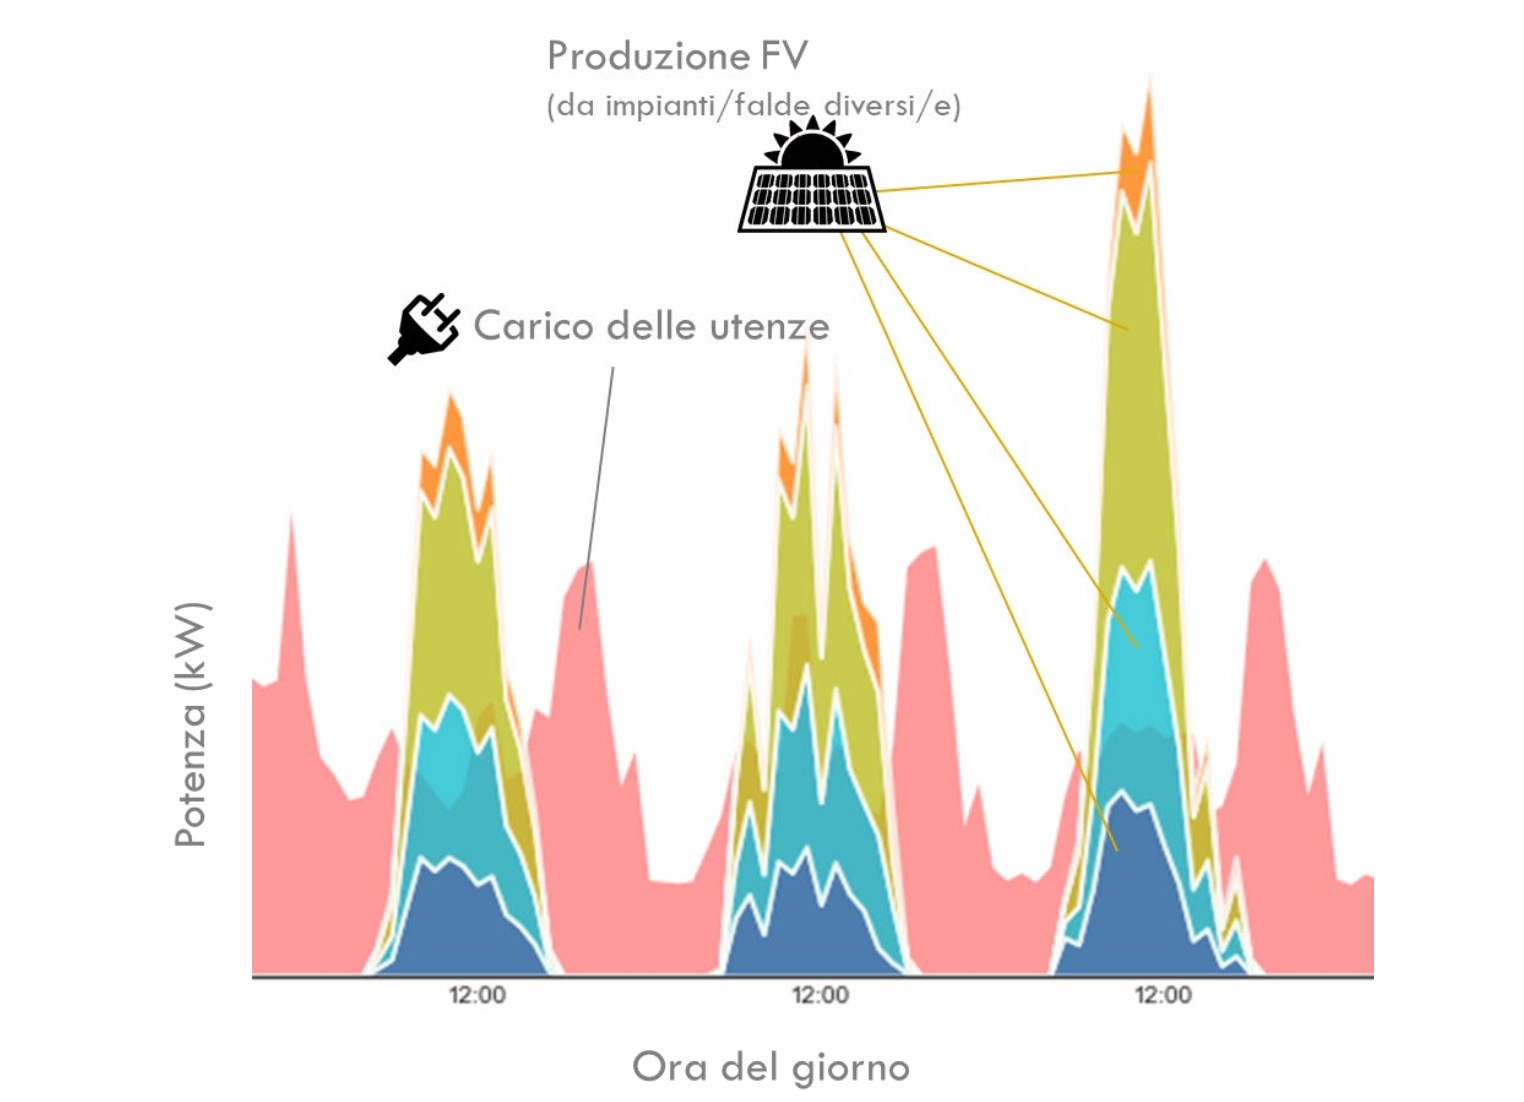 Produzione FV
(da impianti/falde diversi/e)
Carico delle utenze
Potenza (kW)
12:00
12:00
12:00
Ora del giorno